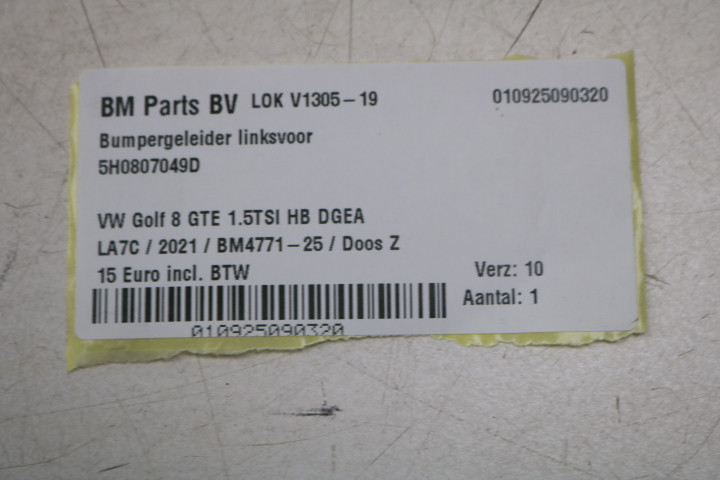 BM Parts BV LOK V1305-19 010925090320
Bumpergeleider linksvoor
5H0807049D
VW Golf 8 GTE 1.5TSI HB DGEA
LA7C / 2021 / BM4771-25 / Doos Z
15 Euro incl. BTW Verz: 10
Aantal: 1
010925090320